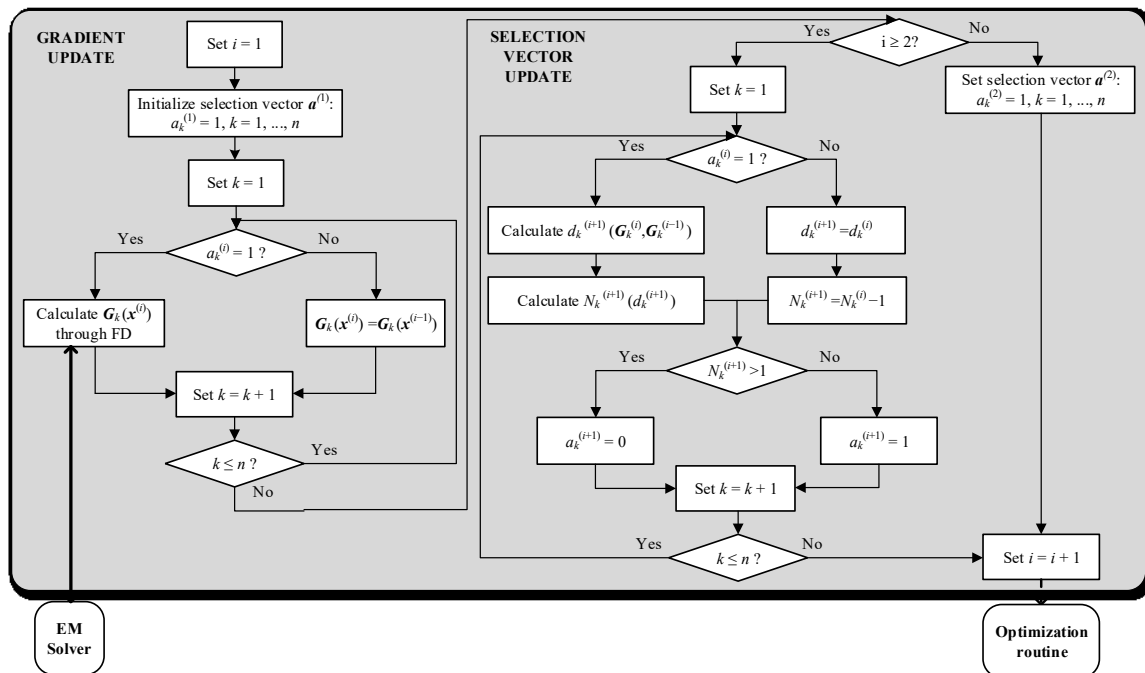 GRADIENT
UPDATE
Set i = 1
Initialize selection vector a⁽¹⁾:
aₖ⁽¹⁾ = 1, k = 1, ..., n
Set k = 1
Yes
No
aₖ⁽ⁱ⁾ = 1 ?
Calculate Gₖ(x⁽ⁱ⁾)
through FD
Gₖ(x⁽ⁱ⁾) = Gₖ(x⁽ⁱ⁻¹⁾)
Set k = k + 1
k ≤ n ?
Yes
No
EM
Solver
SELECTION
VECTOR
UPDATE
Yes
No
i ≥ 2?
Set k = 1
Set selection vector a⁽²⁾:
aₖ⁽²⁾ = 1, k = 1, ..., n
Yes
No
aₖ⁽ⁱ⁾ = 1 ?
Calculate dₖ⁽ⁱ⁺¹⁾ (Gₖ⁽ⁱ⁾,Gₖ⁽ⁱ⁻¹⁾)
dₖ⁽ⁱ⁺¹⁾ =dₖ⁽ⁱ⁾
Calculate Nₖ⁽ⁱ⁺¹⁾ (dₖ⁽ⁱ⁺¹⁾)
Nₖ⁽ⁱ⁺¹⁾ =Nₖ⁽ⁱ⁾ −1
Yes
No
Nₖ⁽ⁱ⁺¹⁾ >1
aₖ⁽ⁱ⁺¹⁾ = 0
aₖ⁽ⁱ⁺¹⁾ = 1
Set k = k + 1
Yes
No
k ≤ n ?
Set i = i + 1
Optimization
routine